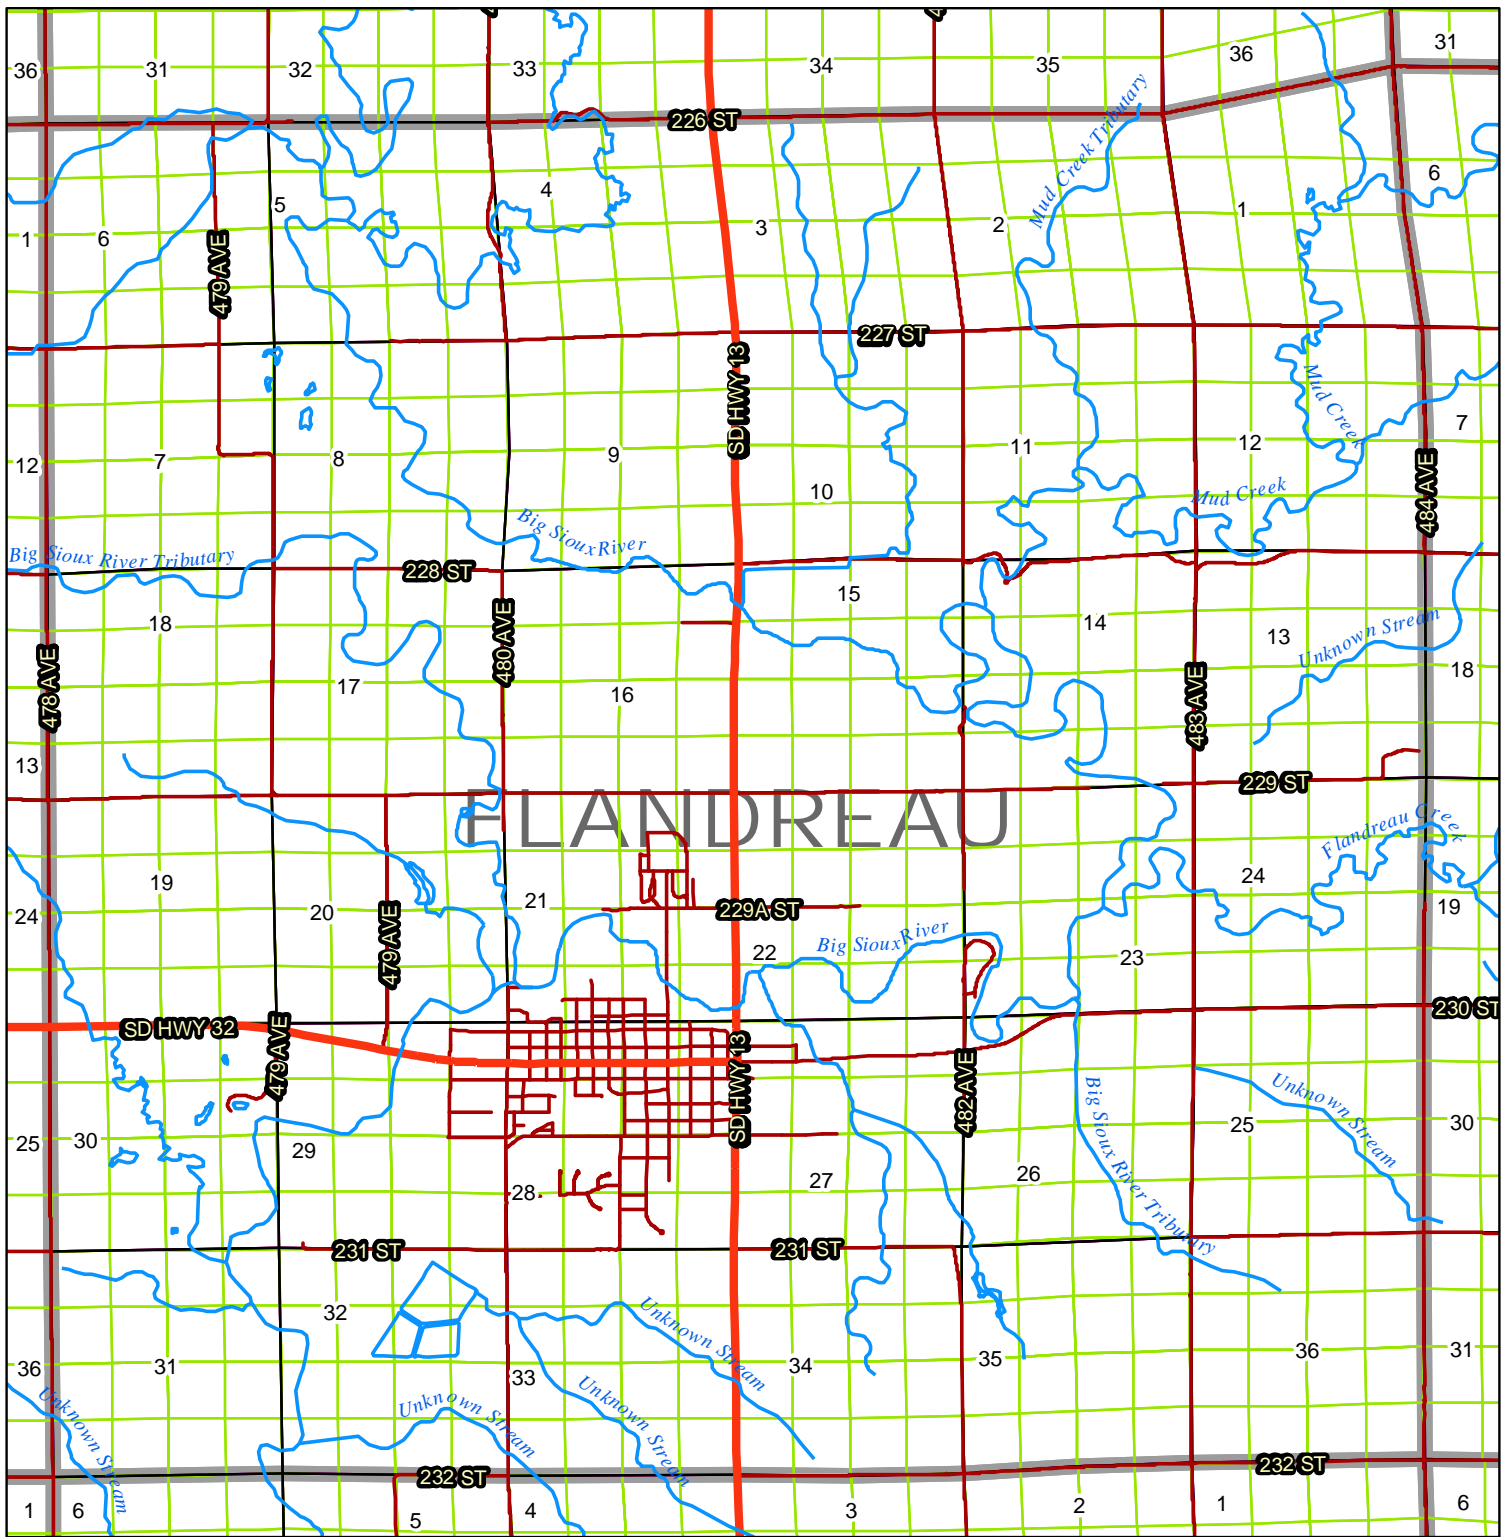 36
31
32
33
34
35
36
31
226 ST
Mud Creek Tributary
1
6
5
4
3
2
1
6
479 AVE
227 ST
SD HWY 13
Mud Creek
12
7
8
9
10
11
12
7
484 AVE
Mud Creek
Big Sioux River
Big Sioux River Tributary
228 ST
18
17
16
15
14
13
18
Unknown Stream
480 AVE
478 AVE
483 AVE
13
229 ST
FLANDREAU
Flandreau Creek
24
19
20
21
22
23
24
19
479 AVE
229A ST
Big Sioux River
SD HWY 32
230 ST
479 AVE
SD HWY 13
482 AVE
Big Sioux River Tributary
Unknown Stream
25
30
29
28
27
26
25
30
231 ST
231 ST
36
31
32
33
34
35
36
31
Unknown Stream
Unknown Stream
Unknown Stream
Unknown Stream
232 ST
232 ST
1
6
5
4
3
2
1
6